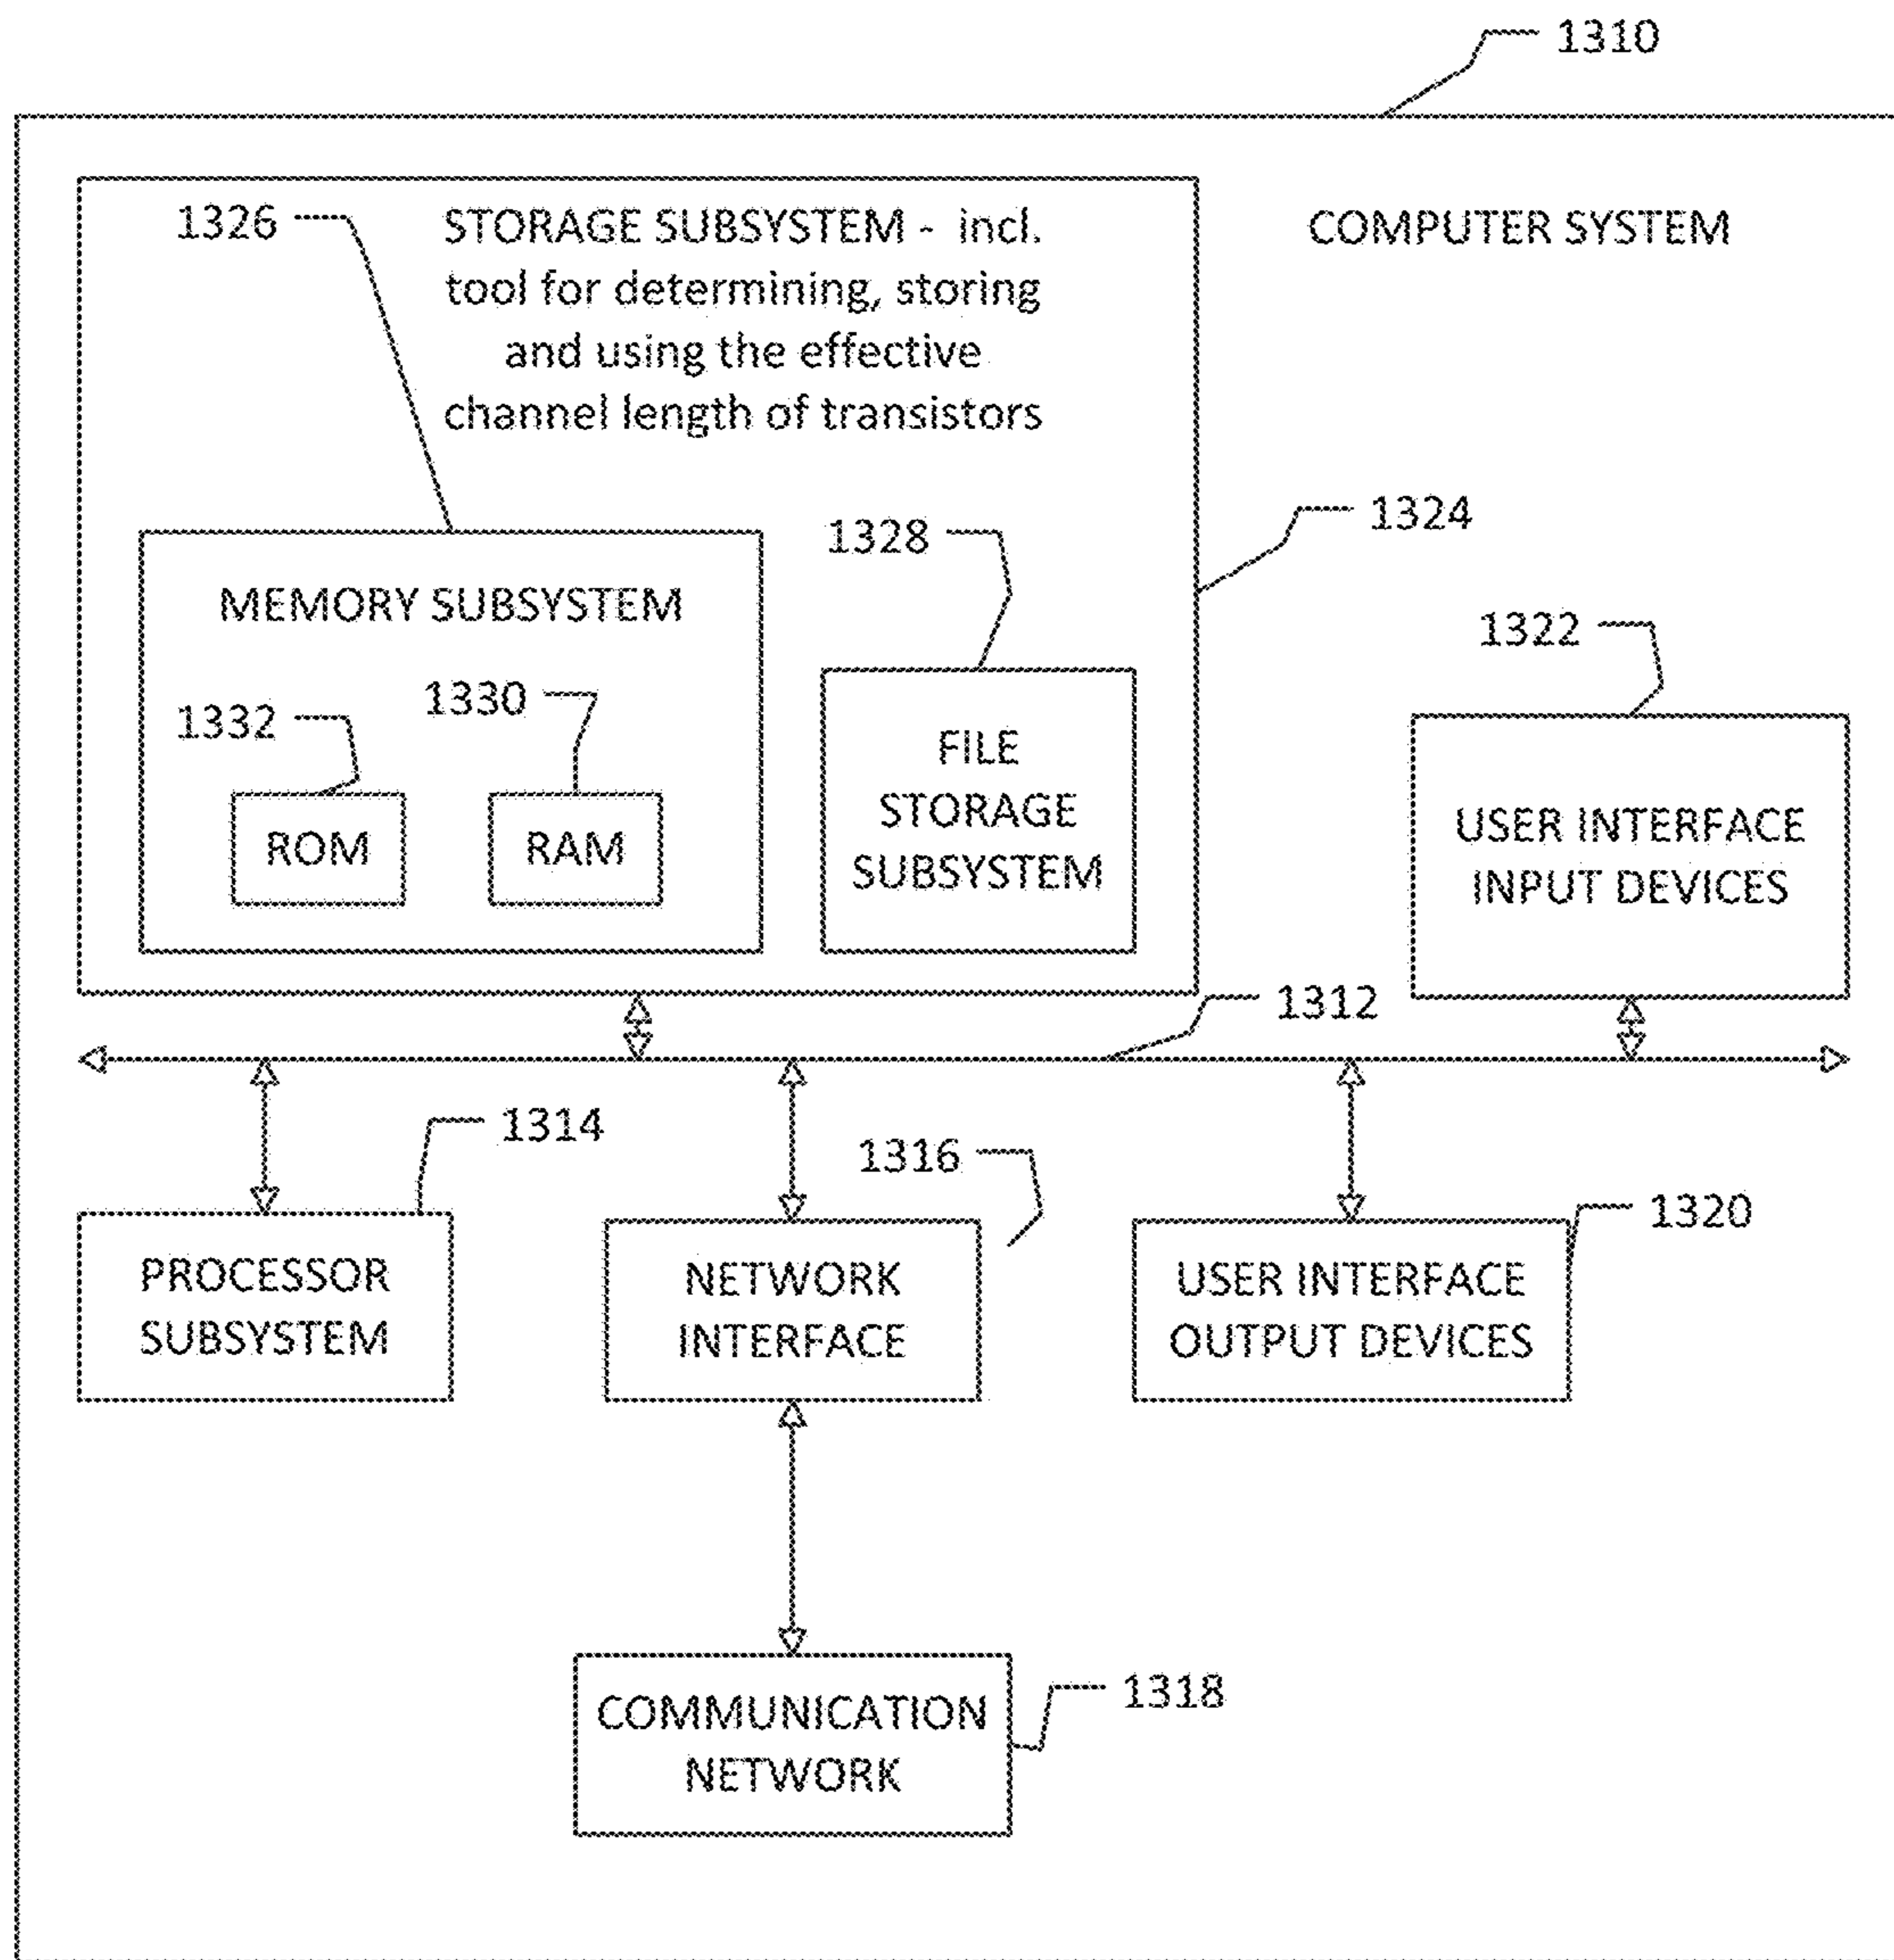 1310
1326
STORAGE SUBSYSTEM - incl.
tool for determining, storing
and using the effective
channel length of transistors
COMPUTER SYSTEM
1324
1328
MEMORY SUBSYSTEM
1322
1332
1330
ROM
RAM
FILE
STORAGE
SUBSYSTEM
USER INTERFACE
INPUT DEVICES
1312
1314
1316
1320
PROCESSOR
SUBSYSTEM
NETWORK
INTERFACE
USER INTERFACE
OUTPUT DEVICES
COMMUNICATION
NETWORK
1318